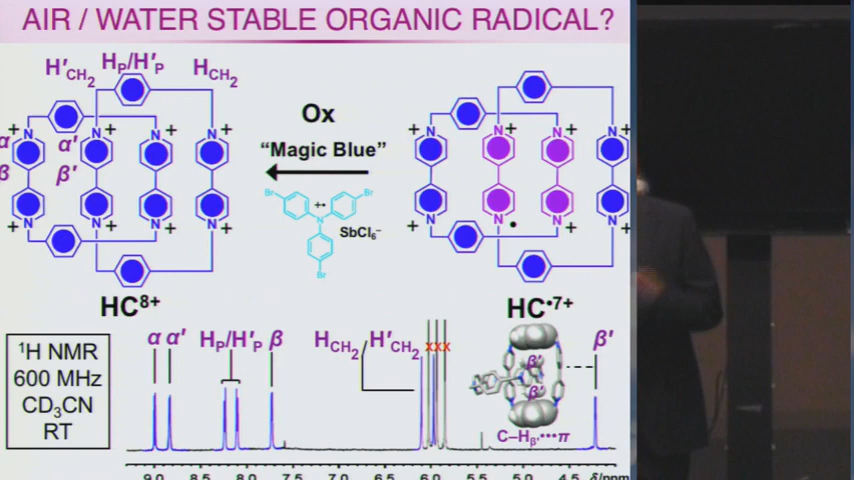 AIR / WATER STABLE ORGANIC RADICAL?
H′CH2 HP/H′P HCH2
Ox
"Magic Blue"
α α′
β β′
N N N N
N N N N
+ + + +
+ + + +
N N N N
N N N N
+ + + +
+ + + +
•
Br Br
N
+•
SbCl6−
Br
HC8+
HC•7+
1H NMR
600 MHz
CD3CN
RT
α α′ HP/H′P β HCH2/H′CH2 xxx β′
β′
β′
C–Hβ′•••π
9.0 8.5 8.0 7.5 7.0 6.5 6.0 5.5 5.0 4.5 δ/ppm